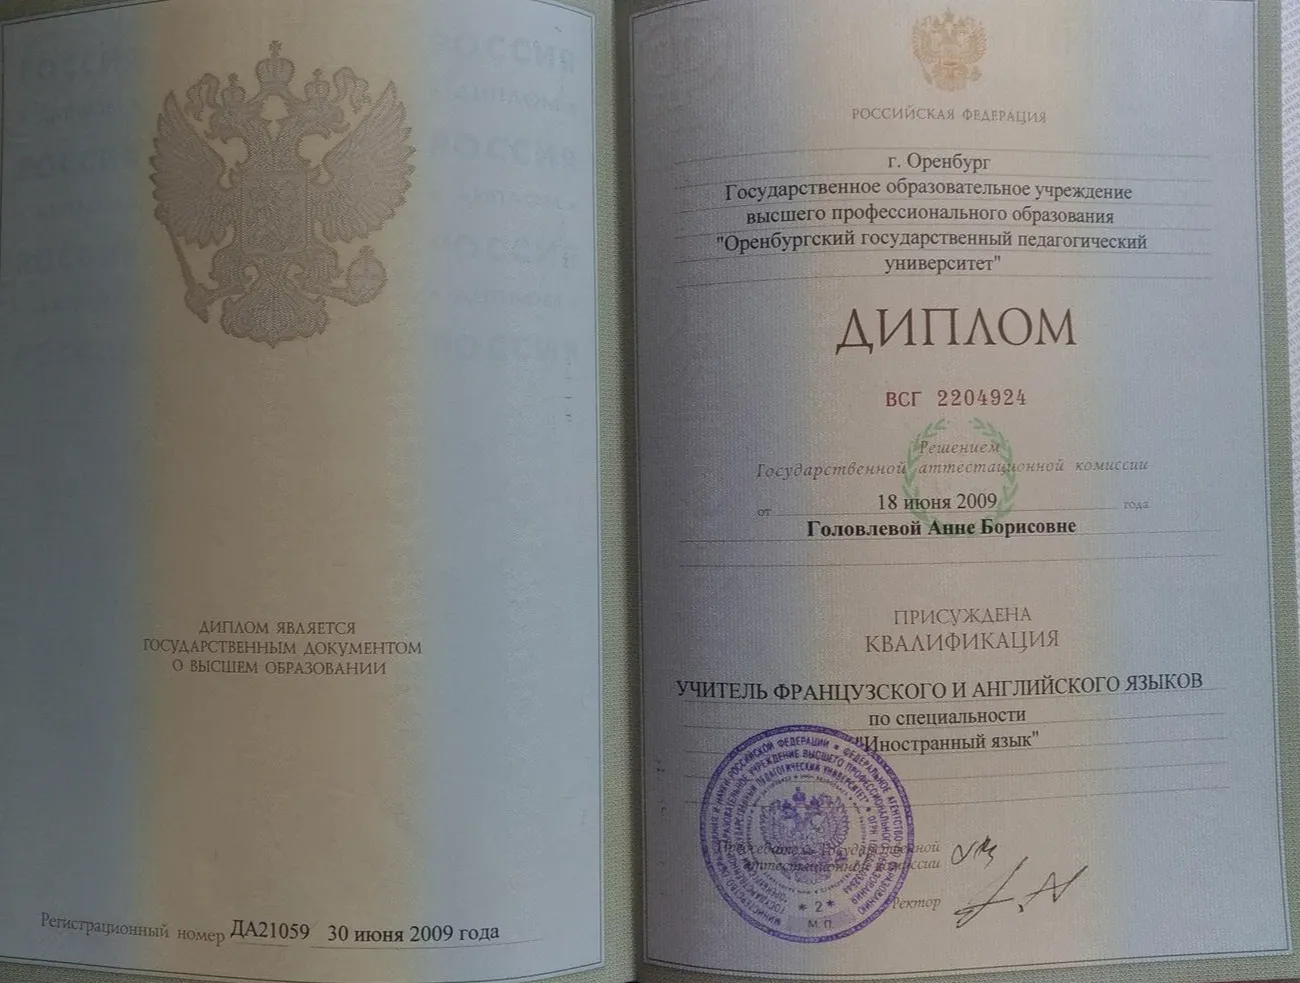 ДИПЛОМ ЯВЛЯЕТСЯ
ГОСУДАРСТВЕННЫМ ДОКУМЕНТОМ
О ВЫСШЕМ ОБРАЗОВАНИИ
Регистрационный номер ДА21059 30 июня 2009 года
РОССИЙСКАЯ ФЕДЕРАЦИЯ
г. Оренбург
Государственное образовательное учреждение
высшего профессионального образования
"Оренбургский государственный педагогический
университет"
ДИПЛОМ
ВСГ 2204924
Решением
Государственной аттестационной комиссии
от 18 июня 2009 года
Головлевой Анне Борисовне
ПРИСУЖДЕНА
КВАЛИФИКАЦИЯ
УЧИТЕЛЬ ФРАНЦУЗСКОГО И АНГЛИЙСКОГО ЯЗЫКОВ
по специальности
"Иностранный язык"
Председатель Государственной
аттестационной комиссии
Ректор
* 2 *
М. П.